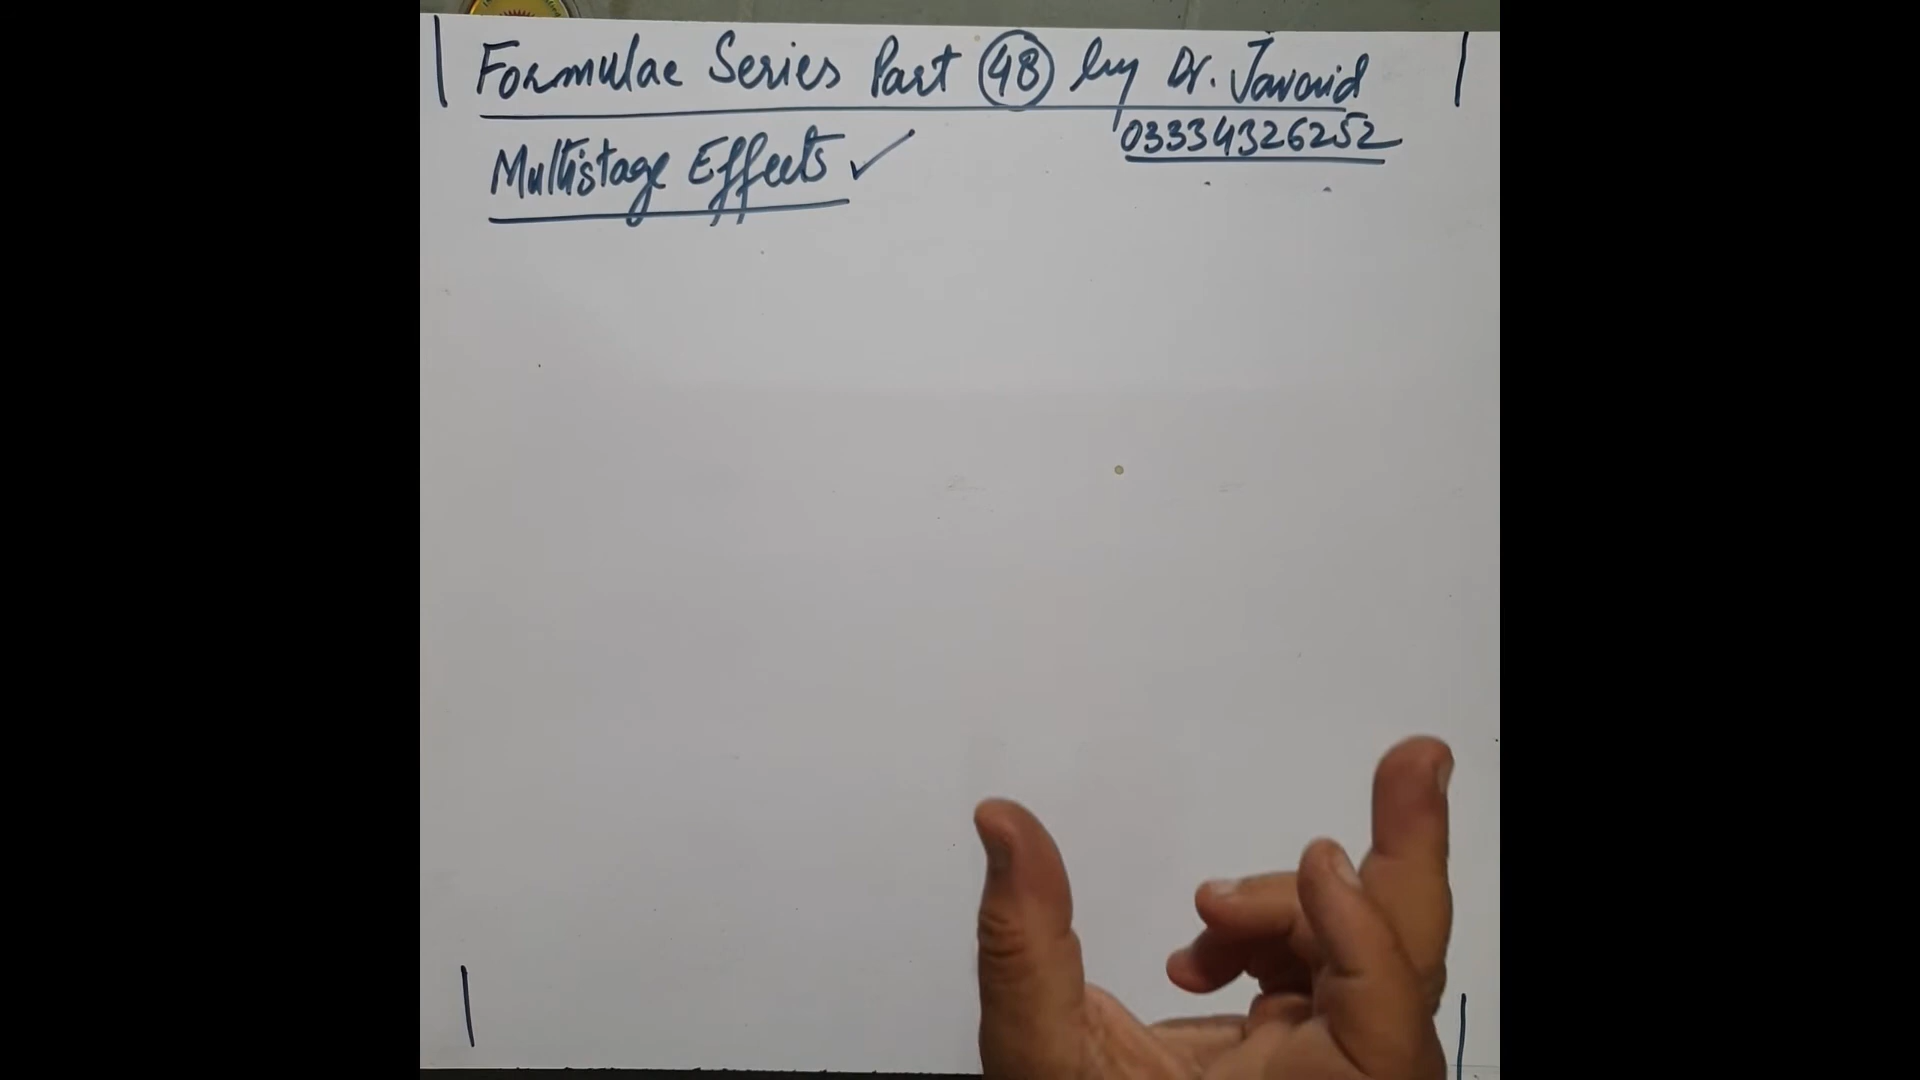 Formulae Series Part 48 by Dr. Javaid
03334326252
Multistage Effects ✓